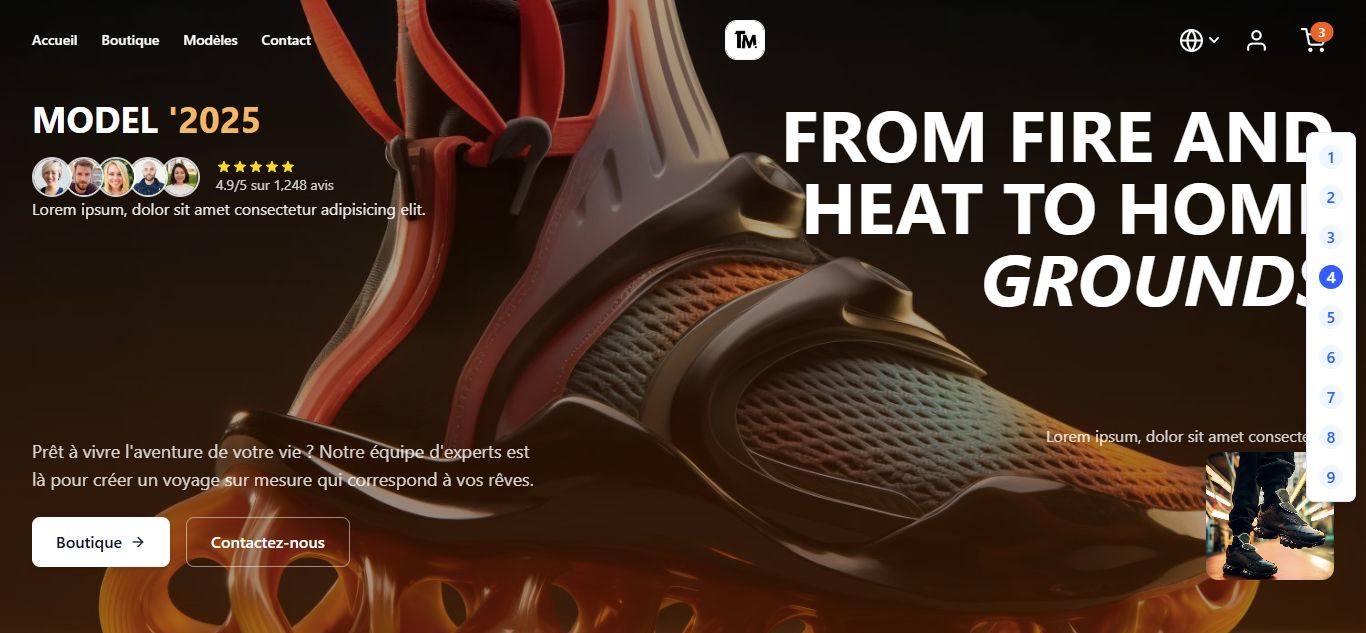 Accueil Boutique Modèles Contact
TM
3
MODEL '2025
4.9/5 sur 1,248 avis
Lorem ipsum, dolor sit amet consectetur adipisicing elit.
FROM FIRE AND
HEAT TO HOME
GROUNDS
1
2
3
4
5
6
7
8
9
Lorem ipsum, dolor sit amet
Prêt à vivre l'aventure de votre vie ? Notre équipe d'experts est
là pour créer un voyage sur mesure qui correspond à vos rêves.
Boutique →
Contactez-nous